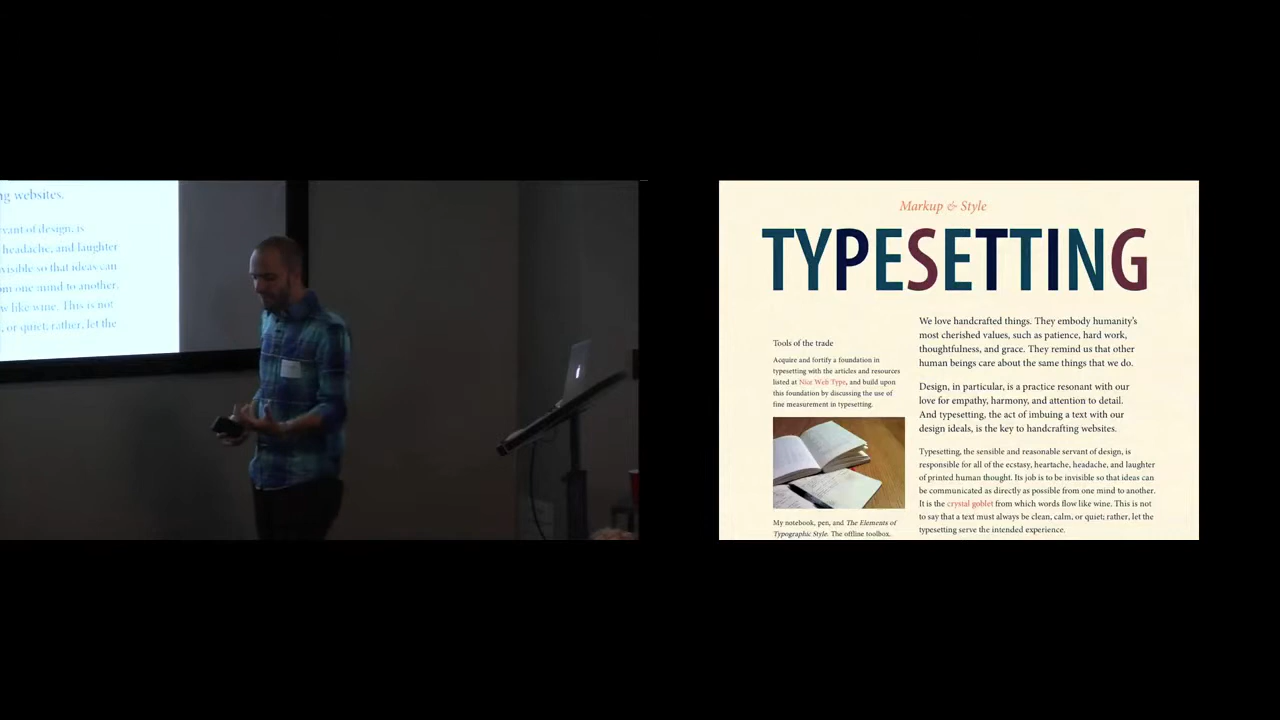 ng websites.
vant of design, is
headache, and laughter
visible so that ideas can
om one mind to another.
w like wine. This is not
, or quiet; rather, let the
Markup & Style
TYPESETTING
Tools of the trade
Acquire and fortify a foundation in
typesetting with the articles and resources
listed at Nice Web Type, and build upon
this foundation by discussing the use of
fine measurement in typesetting.
My notebook, pen, and The Elements of
Typographic Style. The offline toolbox.
We love handcrafted things. They embody humanity's
most cherished values, such as patience, hard work,
thoughtfulness, and grace. They remind us that other
human beings care about the same things that we do.
Design, in particular, is a practice resonant with our
love for empathy, harmony, and attention to detail.
And typesetting, the act of imbuing a text with our
design ideals, is the key to handcrafting websites.
Typesetting, the sensible and reasonable servant of design, is
responsible for all of the ecstasy, heartache, headache, and laughter
of printed human thought. Its job is to be invisible so that ideas can
be communicated as directly as possible from one mind to another.
It is the crystal goblet from which words flow like wine. This is not
to say that a text must always be clean, calm, or quiet; rather, let the
typesetting serve the intended experience.